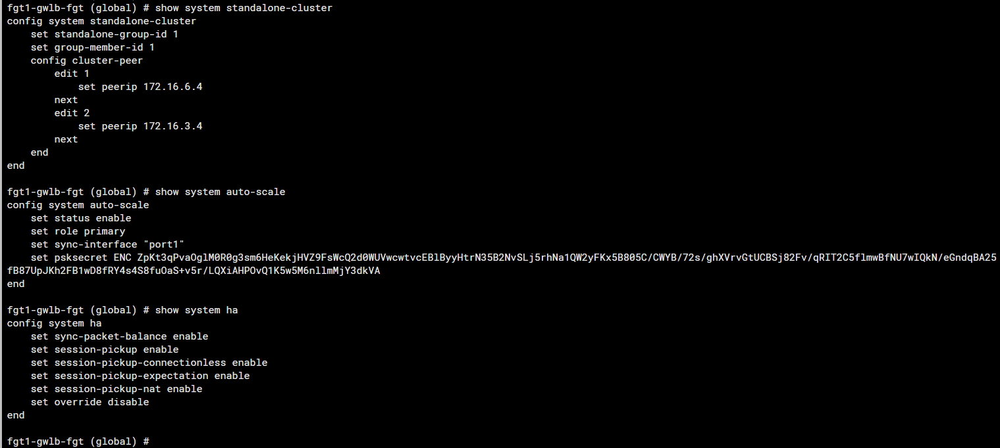 fgt1-gwlb-fgt (global) # show system standalone-cluster
config system standalone-cluster
    set standalone-group-id 1
    set group-member-id 1
    config cluster-peer
        edit 1
            set peerip 172.16.6.4
        next
        edit 2
            set peerip 172.16.3.4
        next
    end
end

fgt1-gwlb-fgt (global) # show system auto-scale
config system auto-scale
    set status enable
    set role primary
    set sync-interface "port1"
    set psksecret ENC ZpKt3qPvaOglM0R0g3sm6HeKekjHVZ9FsWcQ2d0WUVwcwtvcEBlByyHtrN35B2NvSLj5rhNa1QW2yFKx5B805C/CWYB/72s/ghXVrvGtUCBSj82Fv/qRIT2C5flmwBfNU7wIQkN/eGndqBA25
fB87UpJKh2FB1wD8fRY4s4S8fuOaS+v5r/LQXiAHPOvQ1K5w5M6nllmMjY3dkVA
end

fgt1-gwlb-fgt (global) # show system ha
config system ha
    set sync-packet-balance enable
    set session-pickup enable
    set session-pickup-connectionless enable
    set session-pickup-expectation enable
    set session-pickup-nat enable
    set override disable
end

fgt1-gwlb-fgt (global) #